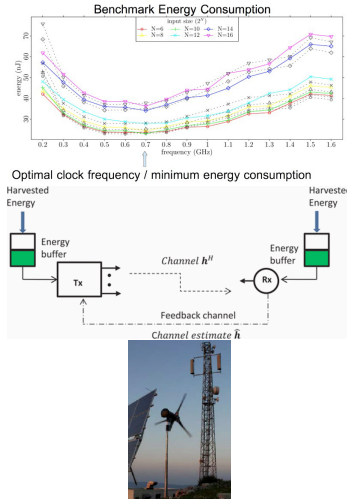 Benchmark Energy Consumption
input size (2^N)
N=6 N=10 N=14
N=8 N=12 N=16
energy (nJ)
70
60
50
40
30
0.2 0.3 0.4 0.5 0.6 0.7 0.8 0.9 1.0 1.1 1.2 1.3 1.4 1.5 1.6
frequency (GHz)
Optimal clock frequency / minimum energy consumption
Harvested Energy
Harvested Energy
Energy buffer
Energy buffer
Channel h^H
Tx
Rx
Feedback channel
Channel estimate ĥ